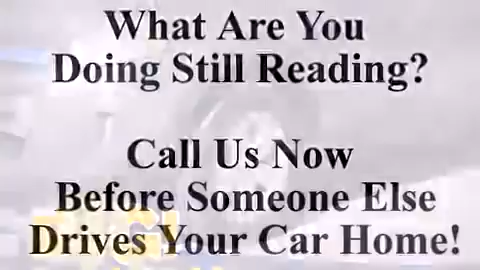 What Are You
Doing Still Reading?
Call Us Now
Before Someone Else
Drives Your Car Home!